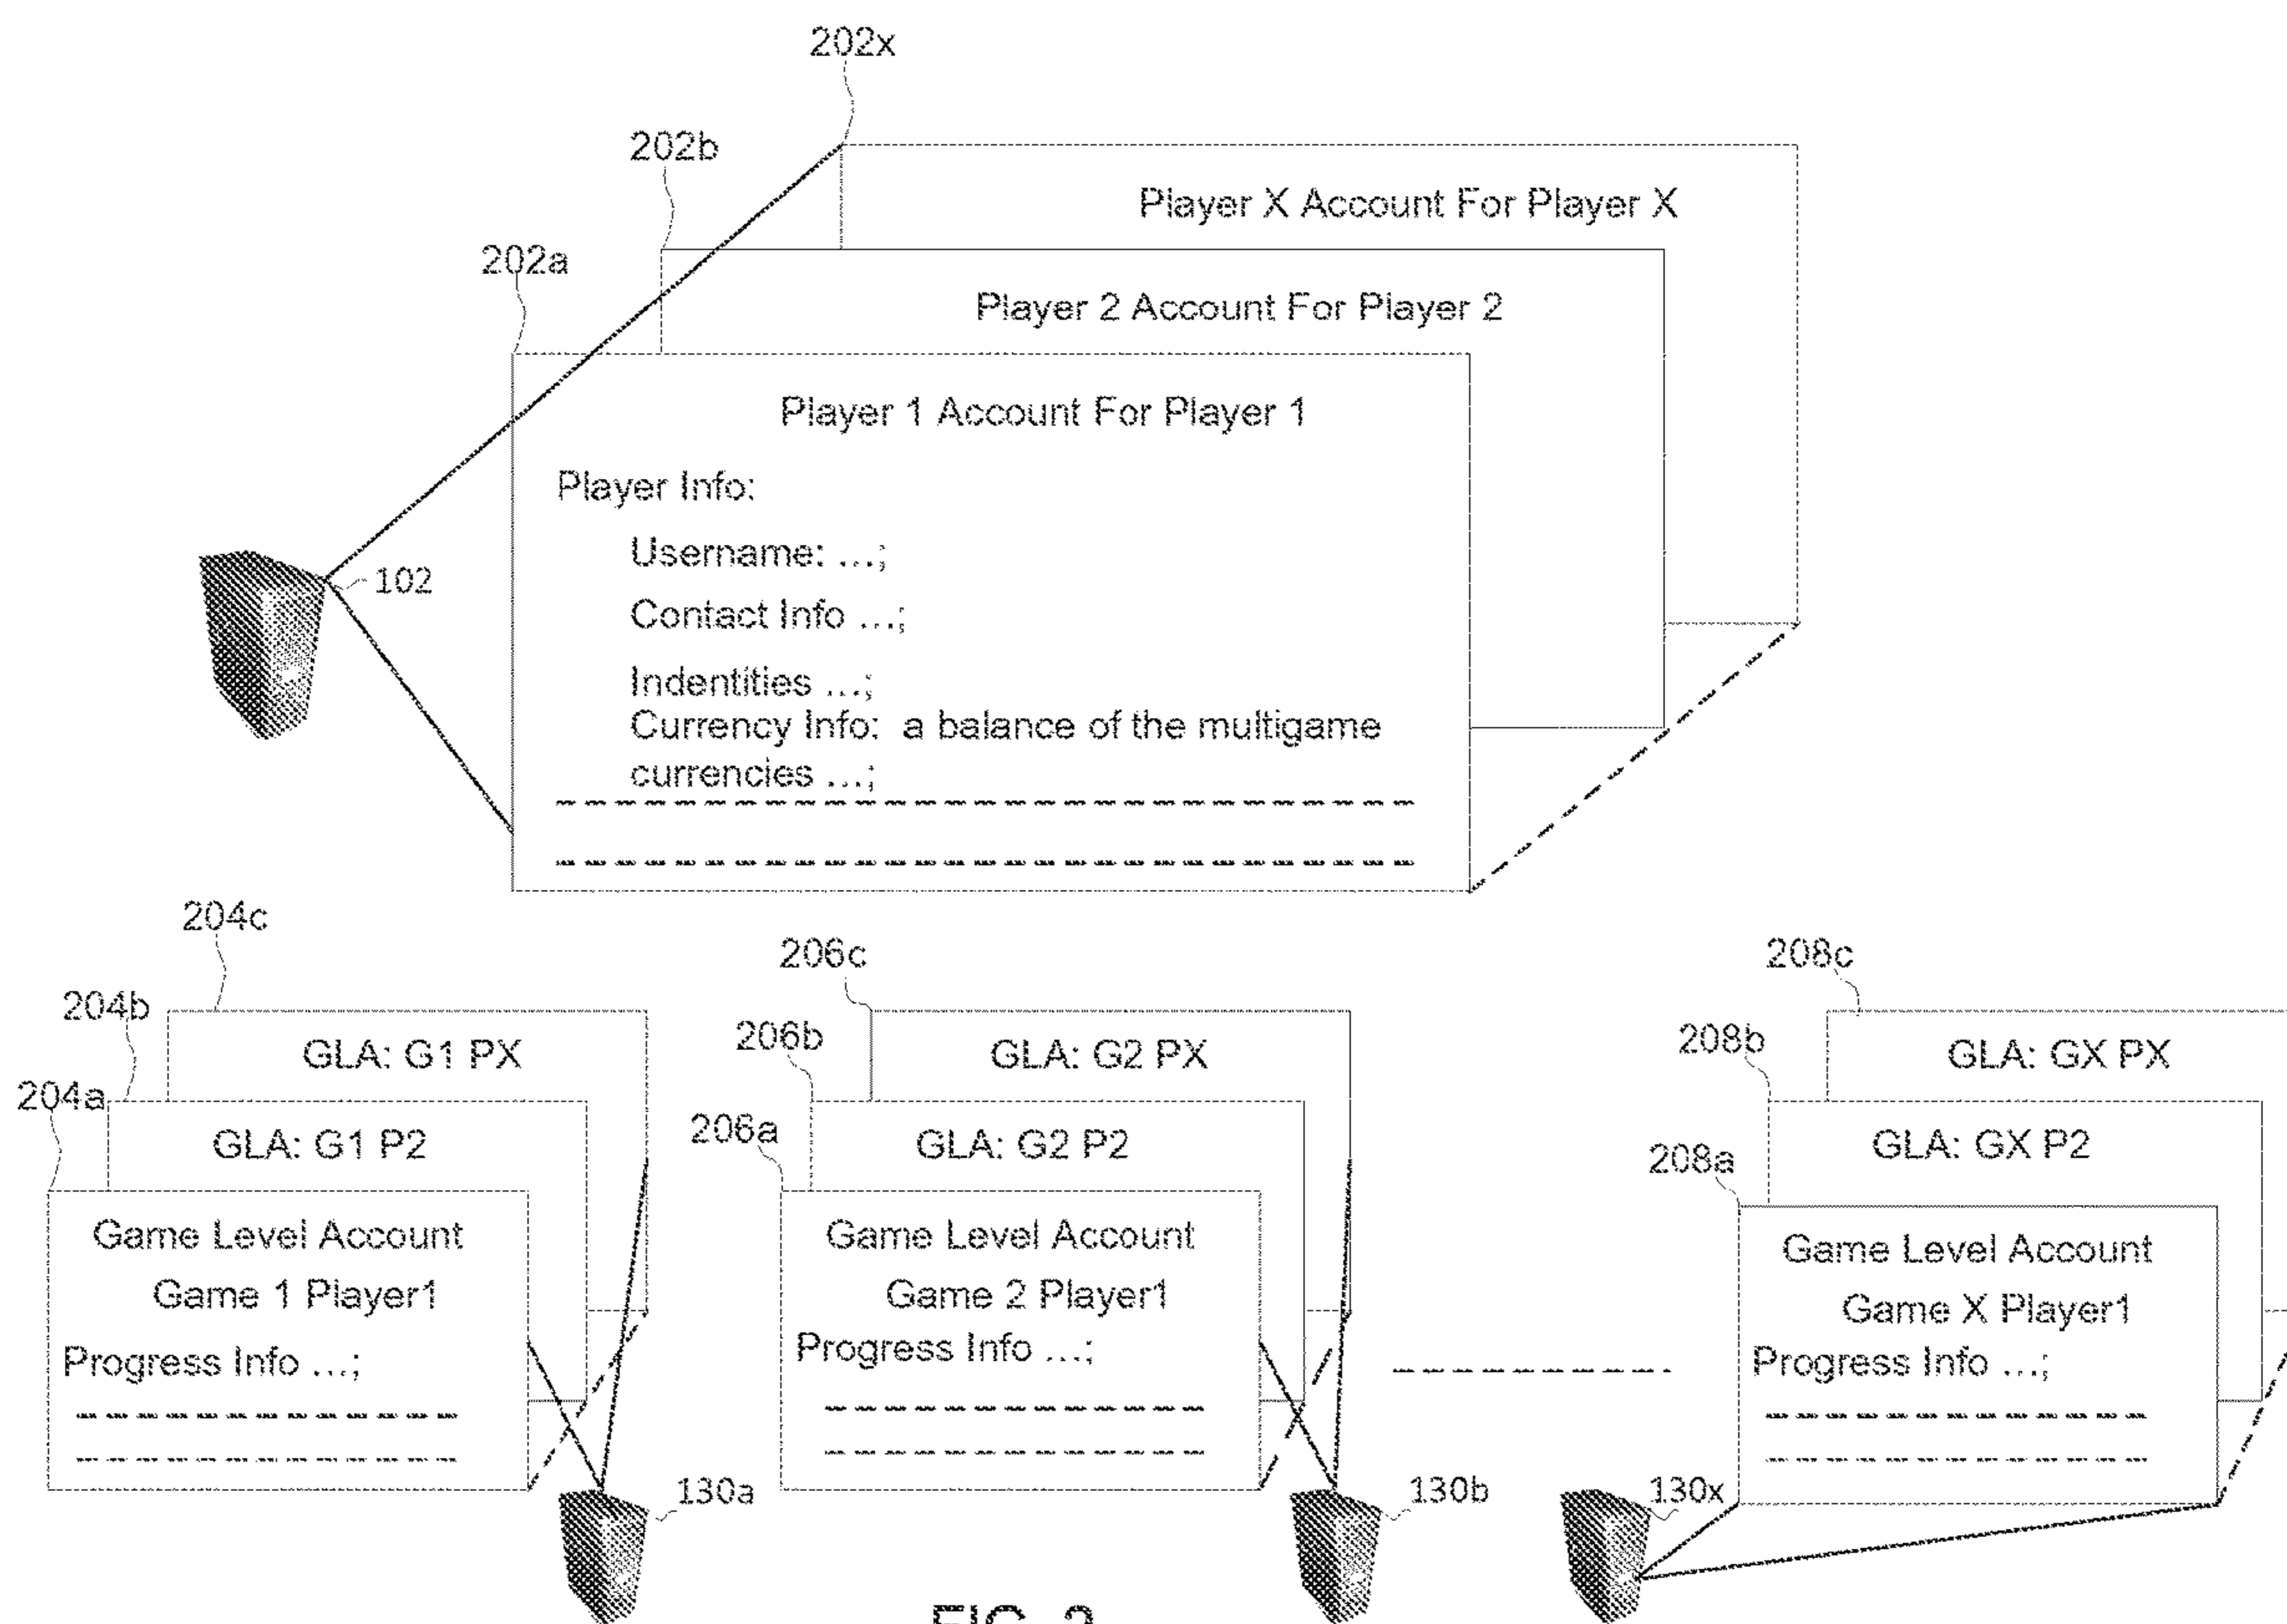 202x
202b
Player X Account For Player X
202a
Player 2 Account For Player 2
Player 1 Account For Player 1
Player Info:
Username: ...;
102
Contact Info ...;
Indentities ...;
Currency Info: a balance of the multigame
currencies ...;
204c
206c
208c
204b
206b
208b
GLA: G1 PX
GLA: G2 PX
GLA: GX PX
204a
206a
208a
GLA: G1 P2
GLA: G2 P2
GLA: GX P2
Game Level Account
Game 1 Player1
Progress Info ...;
Game Level Account
Game 2 Player1
Progress Info ...;
Game Level Account
Game X Player1
Progress Info ...;
130a
130b
130x